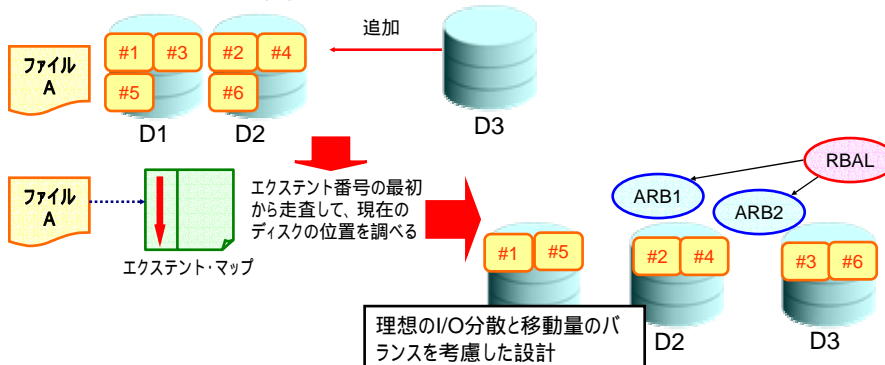 追加
#1 #3 #2 #4
ファイル
A
#5 #6
D1 D2 D3
RBAL
ファイル
A
エクステント番号の最初
から走査して、現在の
ディスクの位置を調べる
ARB1
ARB2
エクステント・マップ
#1 #5 #2 #4 #3 #6
理想のI/O分散と移動量のバ
ランスを考慮した設計
D2 D3